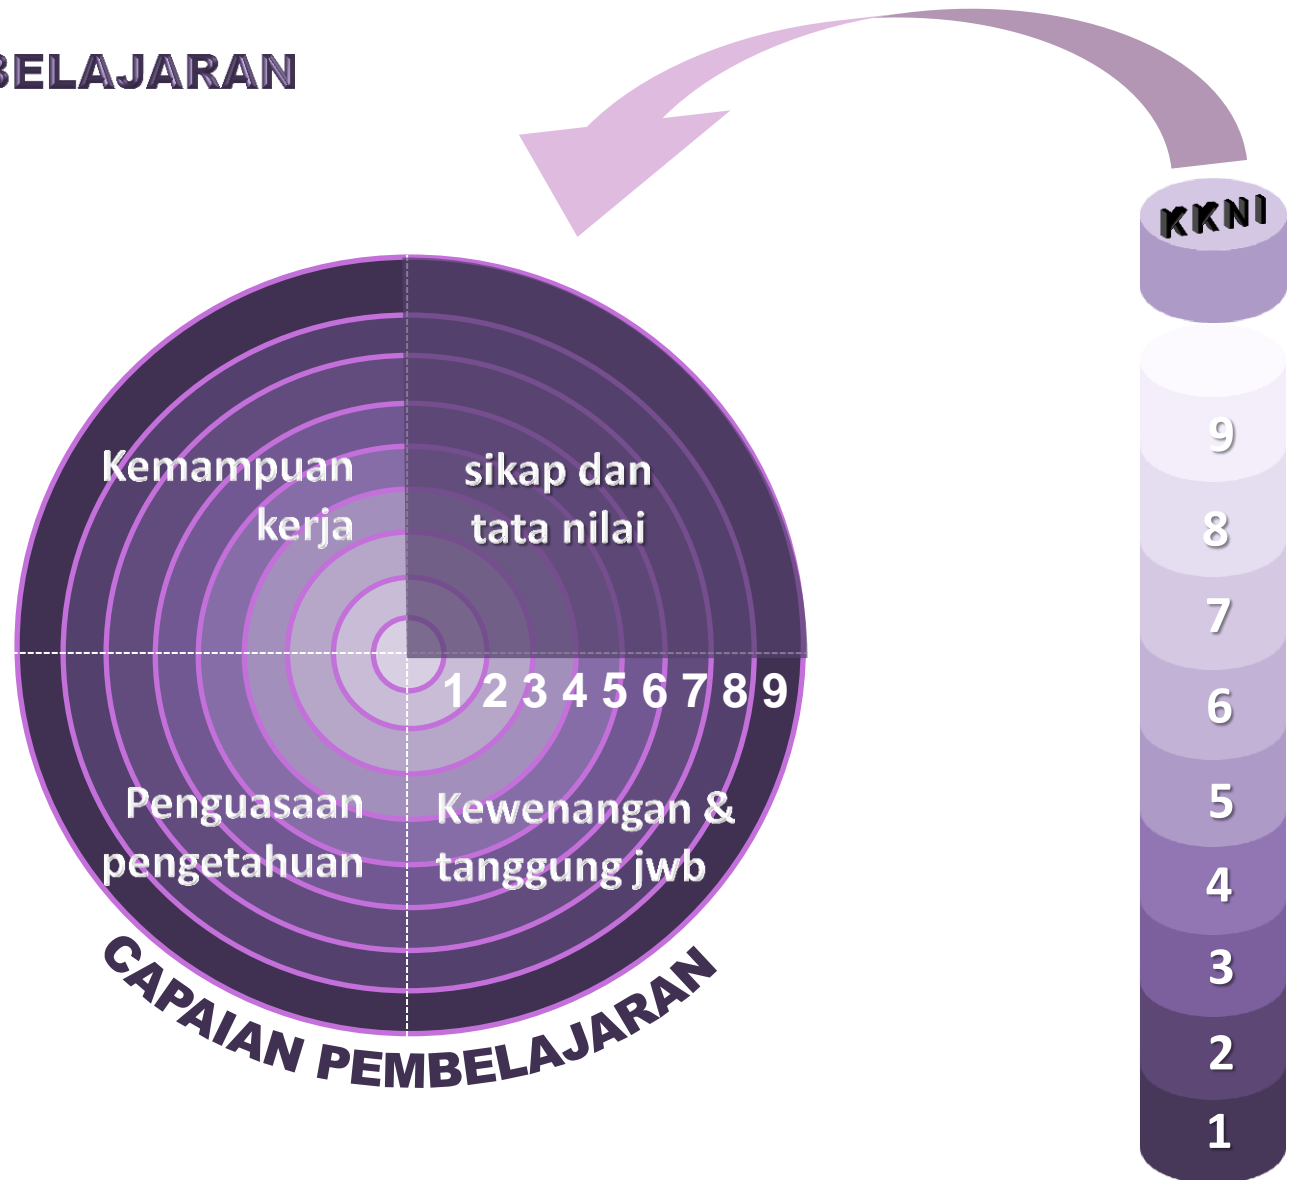 BELAJARAN
KKNI
Kemampuan
kerja
sikap dan
tata nilai
1 2 3 4 5 6 7 8 9
Penguasaan
pengetahuan
Kewenangan &
tanggung jwb
CAPAIAN PEMBELAJARAN
9
8
7
6
5
4
3
2
1